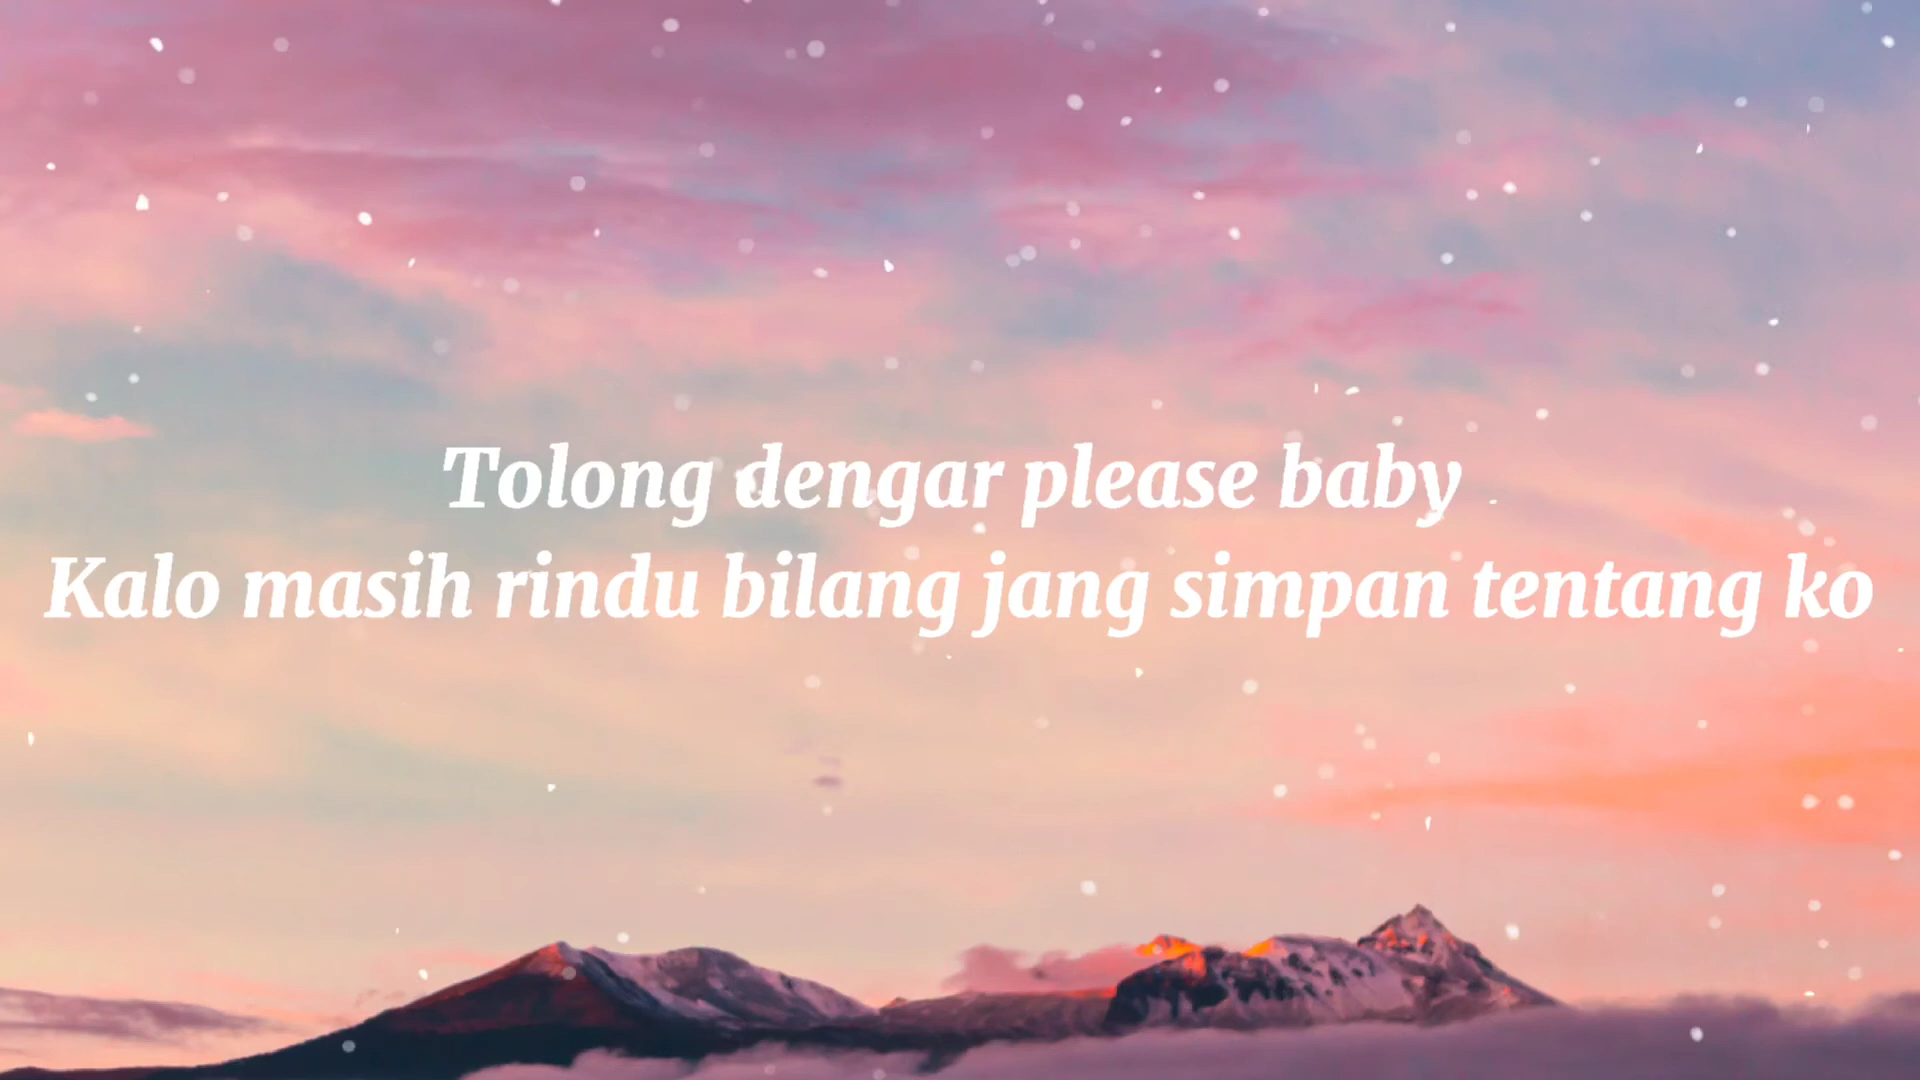 Tolong dengar please baby
Kalo masih rindu bilang jang simpan tentang ko